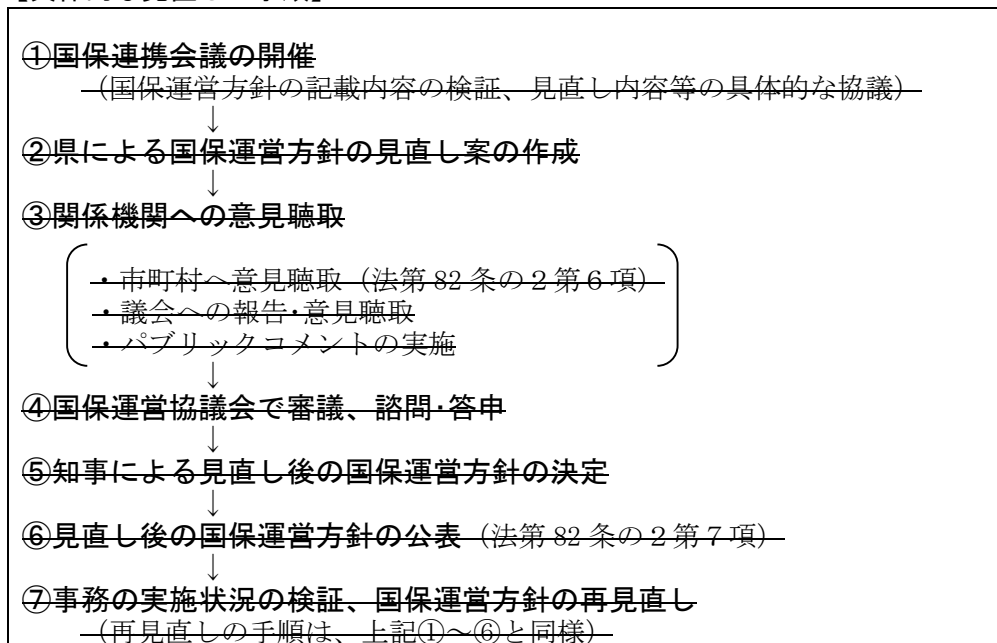 ①国保連携会議の開催
（国保運営方針の記載内容の検証、見直し内容等の具体的な協議）
↓
②県による国保運営方針の見直し案の作成
↓
③関係機関への意見聴取
・市町村へ意見聴取（法第82条の2第6項）
・議会への報告･意見聴取
・パブリックコメントの実施
↓
④国保運営協議会で審議、諮問･答申
↓
⑤知事による見直し後の国保運営方針の決定
↓
⑥見直し後の国保運営方針の公表（法第82条の2第7項）
↓
⑦事務の実施状況の検証、国保運営方針の再見直し
（再見直しの手順は、上記①～⑥と同様）